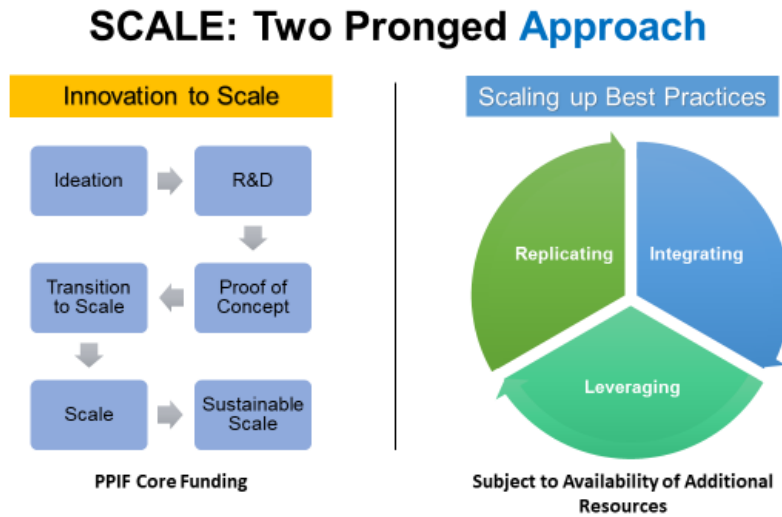 SCALE: Two Pronged Approach
Innovation to Scale
Ideation
R&D
Proof of
Concept
Transition
to Scale
Scale
Sustainable
Scale
PPIF Core Funding
Scaling up Best Practices
Replicating
Integrating
Leveraging
Subject to Availability of Additional
Resources